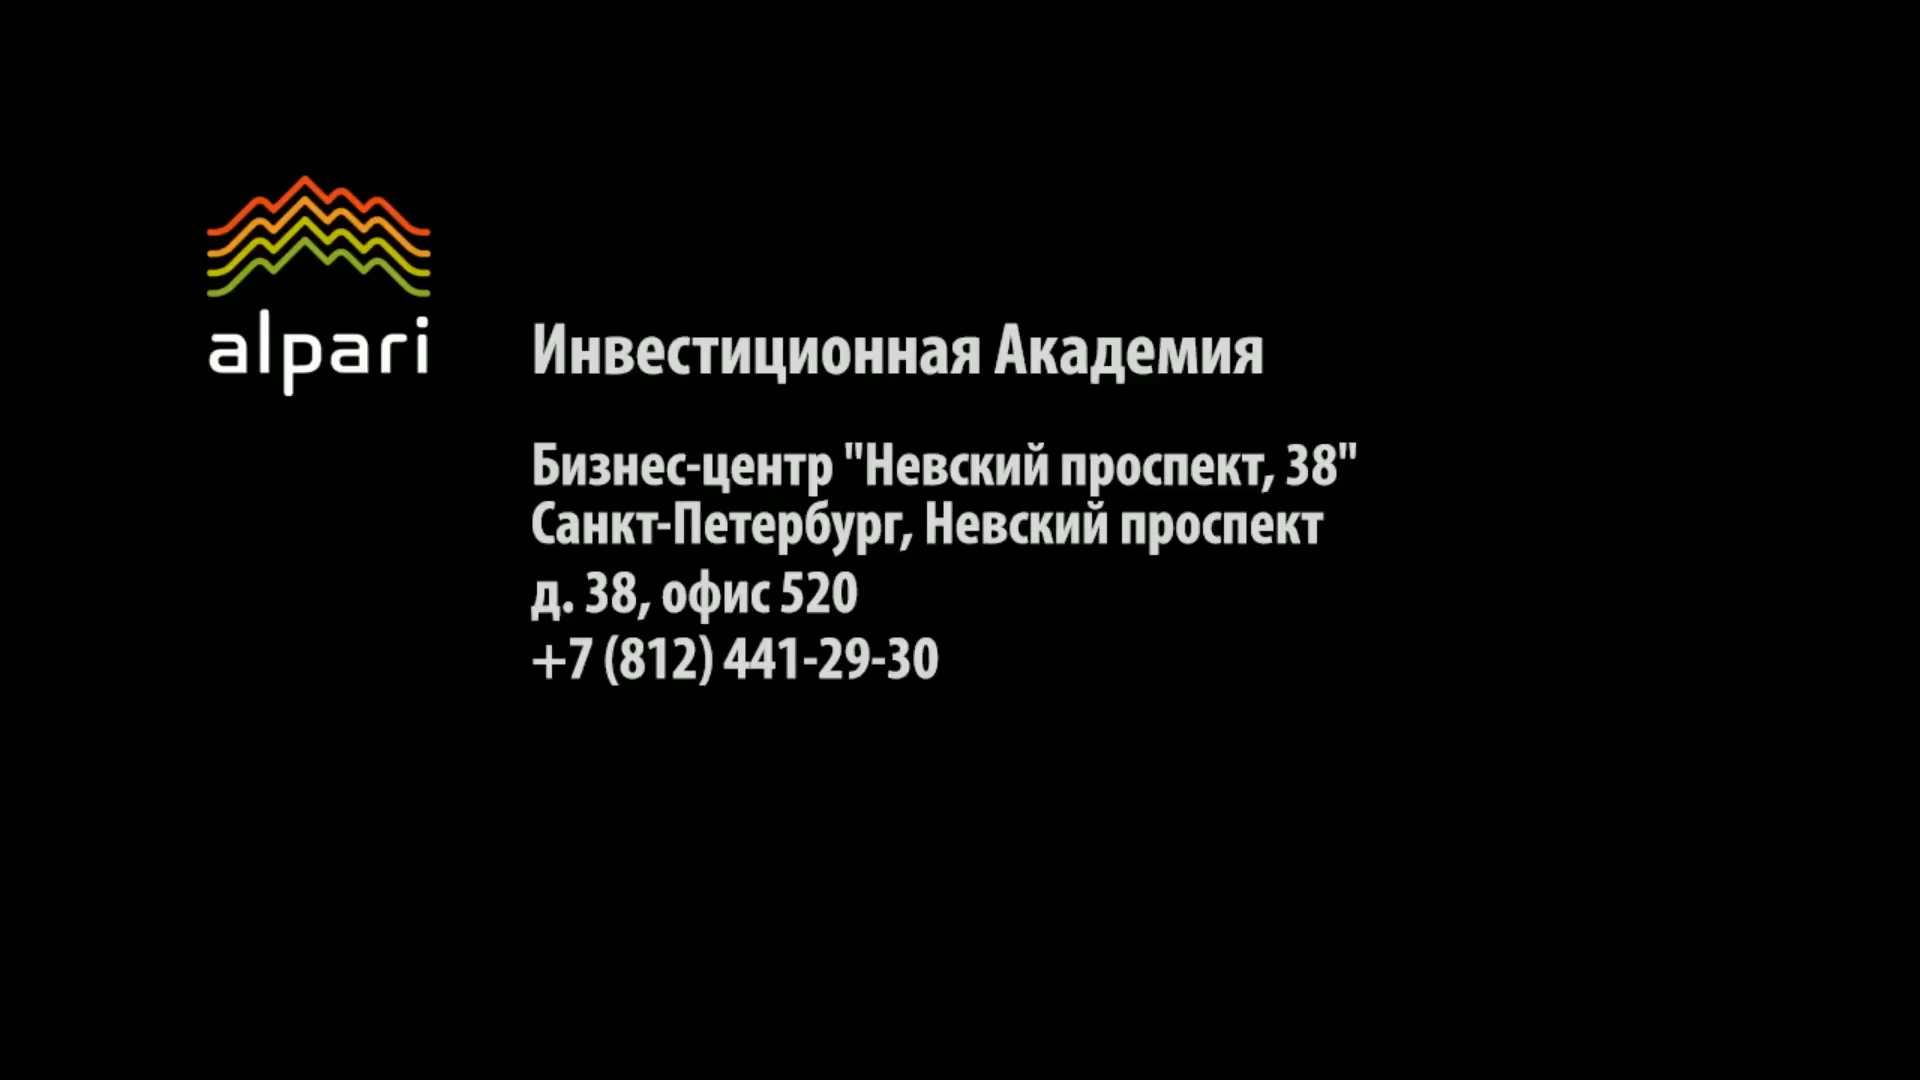 alpari
Инвестиционная Академия
Бизнес-центр "Невский проспект, 38"
Санкт-Петербург, Невский проспект
д. 38, офис 520
+7 (812) 441-29-30